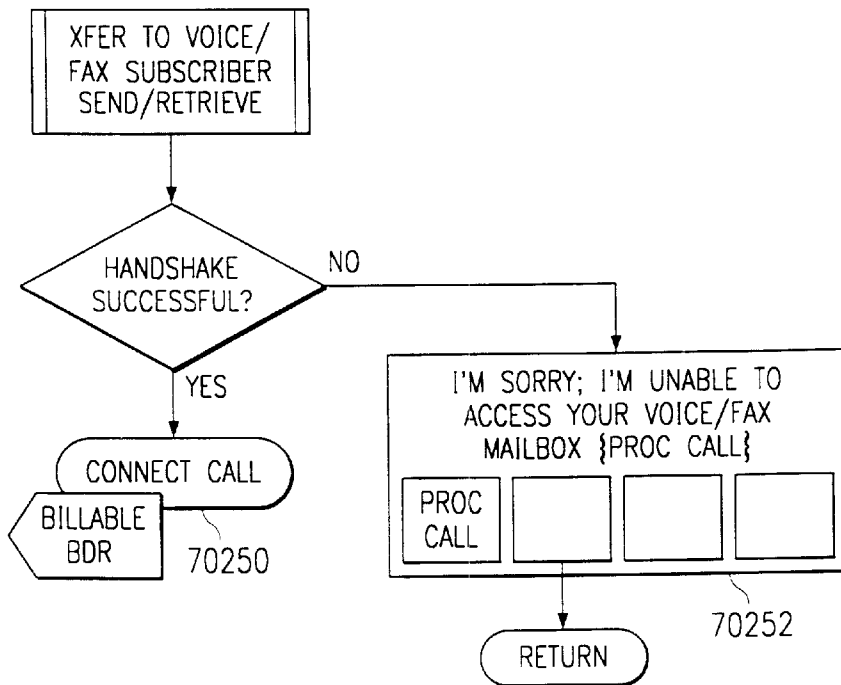 XFER TO VOICE/
FAX SUBSCRIBER
SEND/RETRIEVE
HANDSHAKE
SUCCESSFUL?
NO
YES
CONNECT CALL
BILLABLE
BDR
70250
I'M SORRY; I'M UNABLE TO
ACCESS YOUR VOICE/FAX
MAILBOX {PROC CALL}
PROC
CALL
70252
RETURN